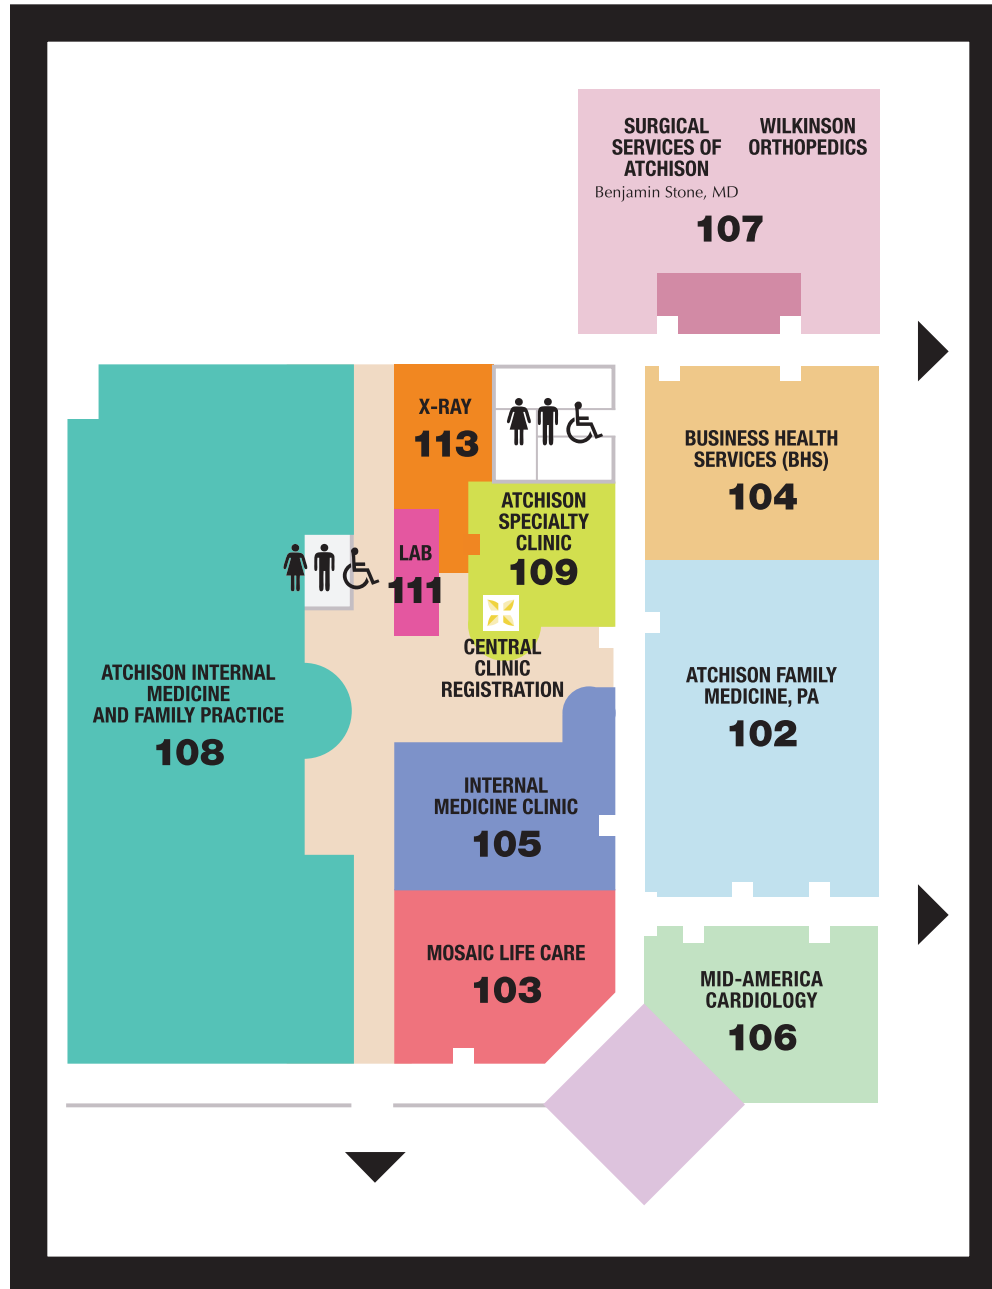 SURGICAL
SERVICES OF
ATCHISON
Benjamin Stone, MD
WILKINSON
ORTHOPEDICS
107
X-RAY
113
BUSINESS HEALTH
SERVICES (BHS)
104
ATCHISON
SPECIALTY
CLINIC
109
LAB
111
CENTRAL
CLINIC
REGISTRATION
ATCHISON INTERNAL
MEDICINE
AND FAMILY PRACTICE
108
ATCHISON FAMILY
MEDICINE, PA
102
INTERNAL
MEDICINE CLINIC
105
MOSAIC LIFE CARE
103
MID-AMERICA
CARDIOLOGY
106